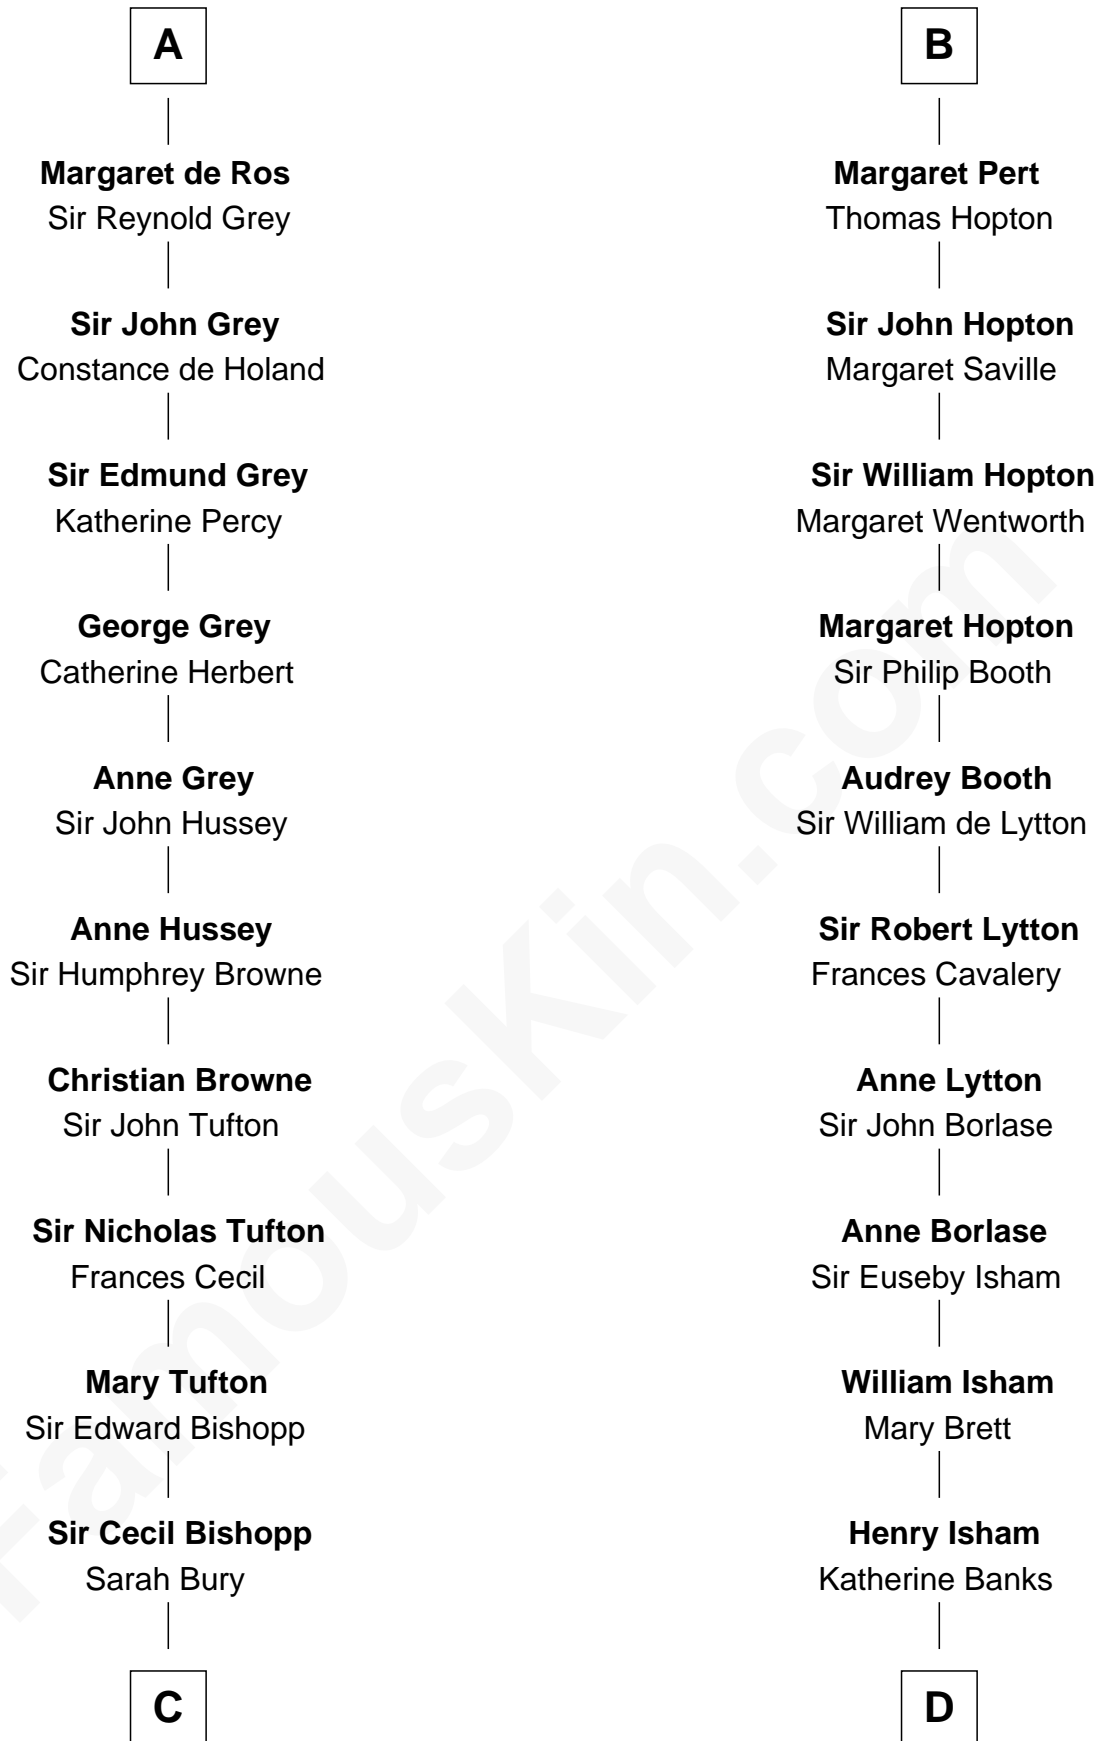 A
Margaret de Ros
Sir Reynold Grey
Sir John Grey
Constance de Holand
Sir Edmund Grey
Katherine Percy
George Grey
Catherine Herbert
Anne Grey
Sir John Hussey
Anne Hussey
Sir Humphrey Browne
Christian Browne
Sir John Tufton
Sir Nicholas Tufton
Frances Cecil
Mary Tufton
Sir Edward Bishopp
Sir Cecil Bishopp
Sarah Bury
C
B
Margaret Pert
Thomas Hopton
Sir John Hopton
Margaret Saville
Sir William Hopton
Margaret Wentworth
Margaret Hopton
Sir Philip Booth
Audrey Booth
Sir William de Lytton
Sir Robert Lytton
Frances Cavalery
Anne Lytton
Sir John Borlase
Anne Borlase
Sir Euseby Isham
William Isham
Mary Brett
Henry Isham
Katherine Banks
D
FamousKin.com